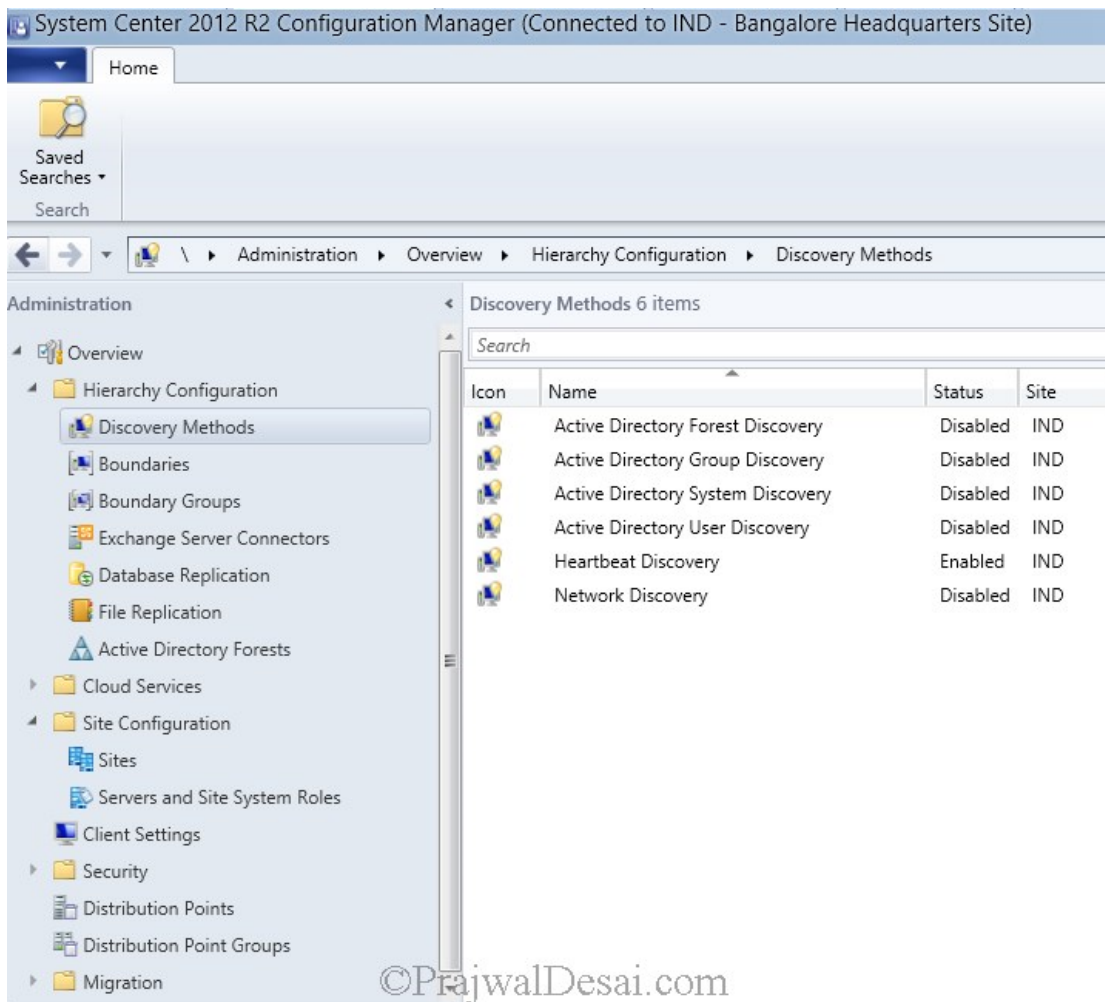 System Center 2012 R2 Configuration Manager (Connected to IND - Bangalore Headquarters Site)
Home
Saved
Searches
Search
\ Administration Overview Hierarchy Configuration Discovery Methods
Administration
Overview
Hierarchy Configuration
Discovery Methods
Boundaries
Boundary Groups
Exchange Server Connectors
Database Replication
File Replication
Active Directory Forests
Cloud Services
Site Configuration
Sites
Servers and Site System Roles
Client Settings
Security
Distribution Points
Distribution Point Groups
Migration
Discovery Methods 6 items
Search
Icon Name Status Site
Active Directory Forest Discovery Disabled IND
Active Directory Group Discovery Disabled IND
Active Directory System Discovery Disabled IND
Active Directory User Discovery Disabled IND
Heartbeat Discovery Enabled IND
Network Discovery Disabled IND
©PrajwalDesai.com